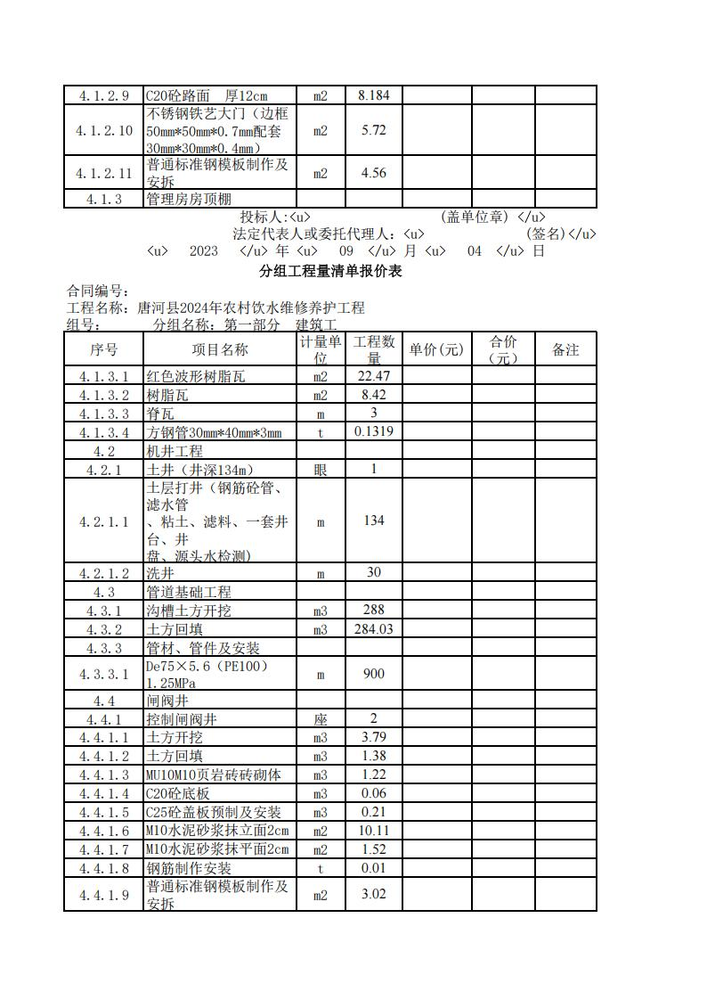 4.1.2.9 C20砼路面 厚12cm m2 8.184
不锈钢铁艺大门（边框
4.1.2.10 50mm*50mm*0.7mm配套 m2 5.72
30mm*30mm*0.4mm）
4.1.2.11 普通标准钢模板制作及 m2 4.56
安拆
4.1.3 管理房房顶棚
投标人:<u> (盖单位章) </u>
法定代表人或委托代理人: <u> (签名)</u>
<u> 2023 </u> 年 <u> 09 </u> 月 <u> 04 </u> 日
分组工程量清单报价表
合同编号:
工程名称: 唐河县2024年农村饮水维修养护工程
组号: 分组名称: 第一部分 建筑工
序号 项目名称 计量单位 工程数量 单价(元) 合价（元） 备注
4.1.3.1 红色波形树脂瓦 m2 22.47
4.1.3.2 树脂瓦 m2 8.42
4.1.3.3 脊瓦 m 3
4.1.3.4 方钢管30mm*40mm*3mm t 0.1319
4.2 机井工程
4.2.1 土井（井深134m） 眼 1
土层打井（钢筋砼管、
滤水管
4.2.1.1 、粘土、滤料、一套井 m 134
台、井
盘、源头水检测)
4.2.1.2 洗井 m 30
4.3 管道基础工程
4.3.1 沟槽土方开挖 m3 288
4.3.2 土方回填 m3 284.03
4.3.3 管材、管件及安装
4.3.3.1 De75×5.6（PE100） m 900
1.25MPa
4.4 闸阀井
4.4.1 控制闸阀井 座 2
4.4.1.1 土方开挖 m3 3.79
4.4.1.2 土方回填 m3 1.38
4.4.1.3 MU10M10页岩砖砖砌体 m3 1.22
4.4.1.4 C20砼底板 m3 0.06
4.4.1.5 C25砼盖板预制及安装 m3 0.21
4.4.1.6 M10水泥砂浆抹立面2cm m2 10.11
4.4.1.7 M10水泥砂浆抹平面2cm m2 1.52
4.4.1.8 钢筋制作安装 t 0.01
4.4.1.9 普通标准钢模板制作及 m2 3.02
安拆